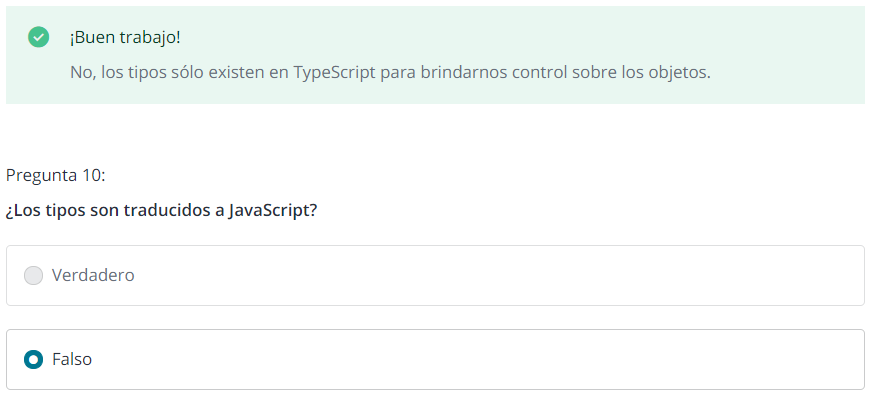 ¡Buen trabajo!
No, los tipos sólo existen en TypeScript para brindarnos control sobre los objetos.
Pregunta 10:
¿Los tipos son traducidos a JavaScript?
Verdadero
Falso